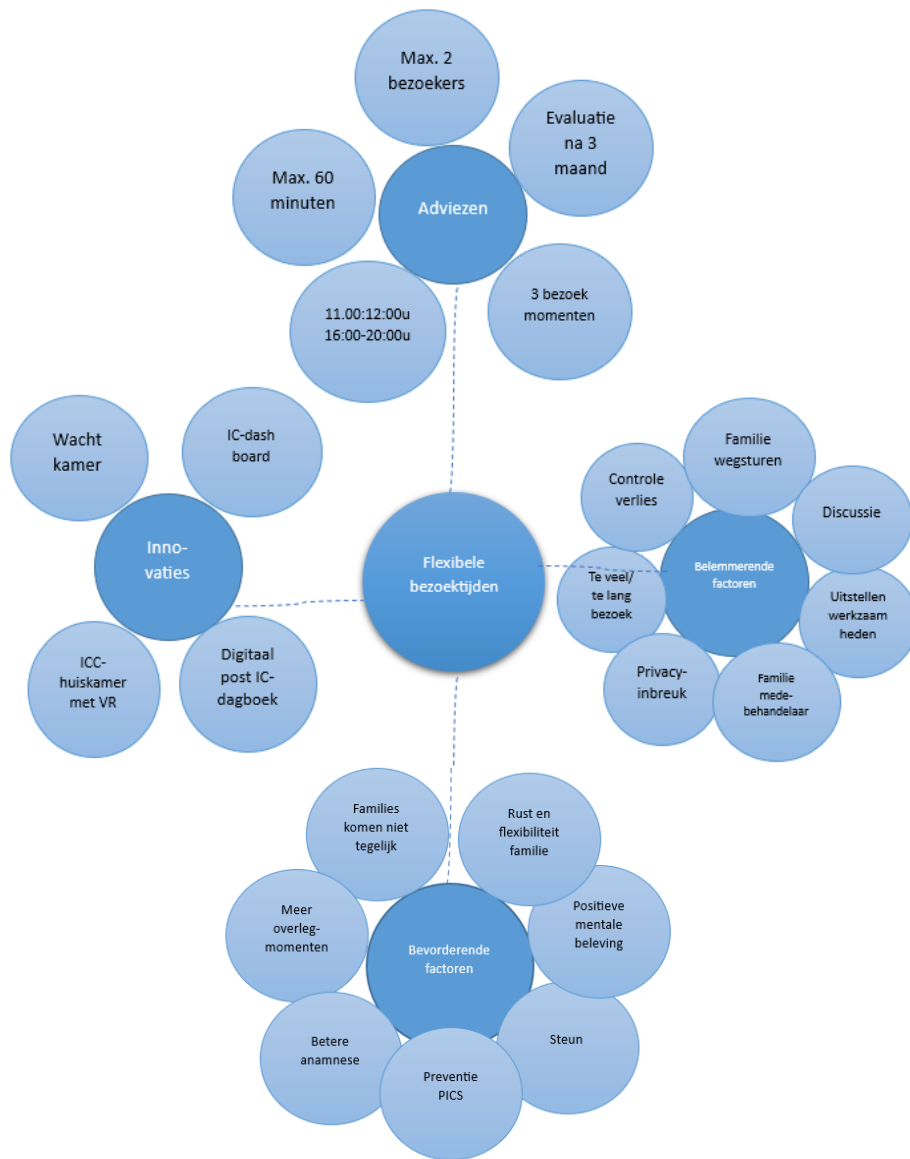 Max. 2
bezoekers
Evaluatie
na 3
maand
Max. 60
minuten
Adviezen
3 bezoek
momenten
11.00:12:00u
16:00-20:00u
Wacht
kamer
IC-dash
board
Inno-
vaties
ICC-
huiskamer
met VR
Digitaal
post IC-
dagboek
Flexibele
bezoektijden
Familie
wegsturen
Controle
verlies
Discussie
Belemmerende
factoren
Te veel/
te lang
bezoek
Uitstellen
werkzaam
heden
Privacy-
inbreuk
Familie
mede-
behandelaar
Families
komen niet
tegelijk
Rust en
flexibiliteit
familie
Meer
overleg-
momenten
Positieve
mentale
beleving
Bevorderende
factoren
Betere
anamnese
Steun
Preventie
PICS